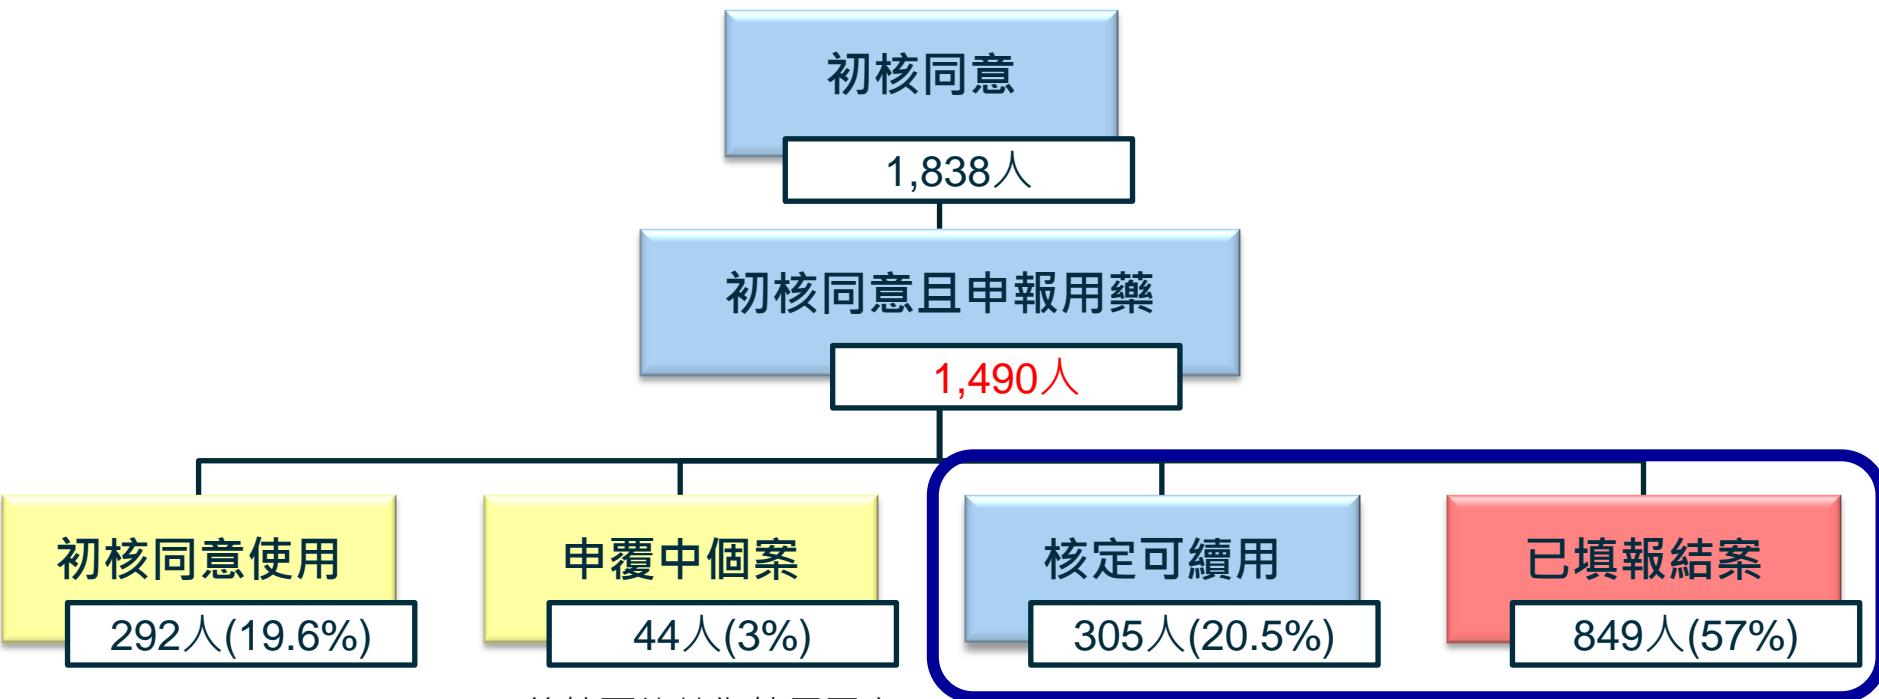 初核同意
1,838人
初核同意且申報用藥
1,490人
初核同意使用
292人(19.6%)
申覆中個案
44人(3%)
核定可續用
305人(20.5%)
已填報結案
849人(57%)